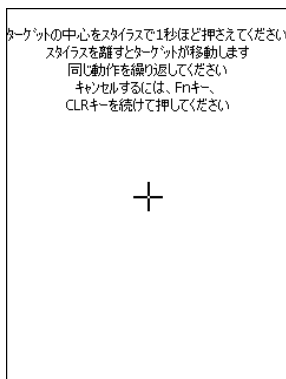 ターゲットの中心をスタイラスで1秒ほど押さえてください
スタイラスを離すとターゲットが移動します
同じ動作を繰り返してください
キャンセルするには、Fnキー、
CLRキーを続けて押してください